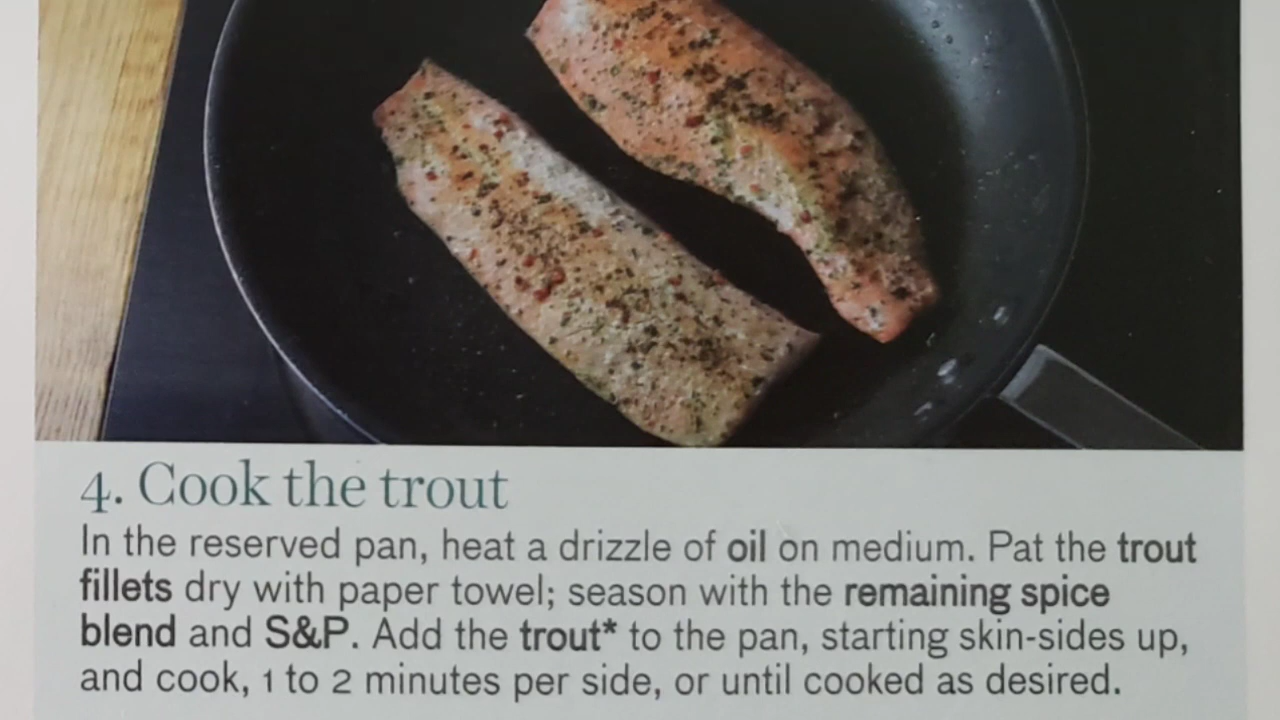 4. Cook the trout
In the reserved pan, heat a drizzle of oil on medium. Pat the trout
fillets dry with paper towel; season with the remaining spice
blend and S&P. Add the trout* to the pan, starting skin-sides up,
and cook, 1 to 2 minutes per side, or until cooked as desired.